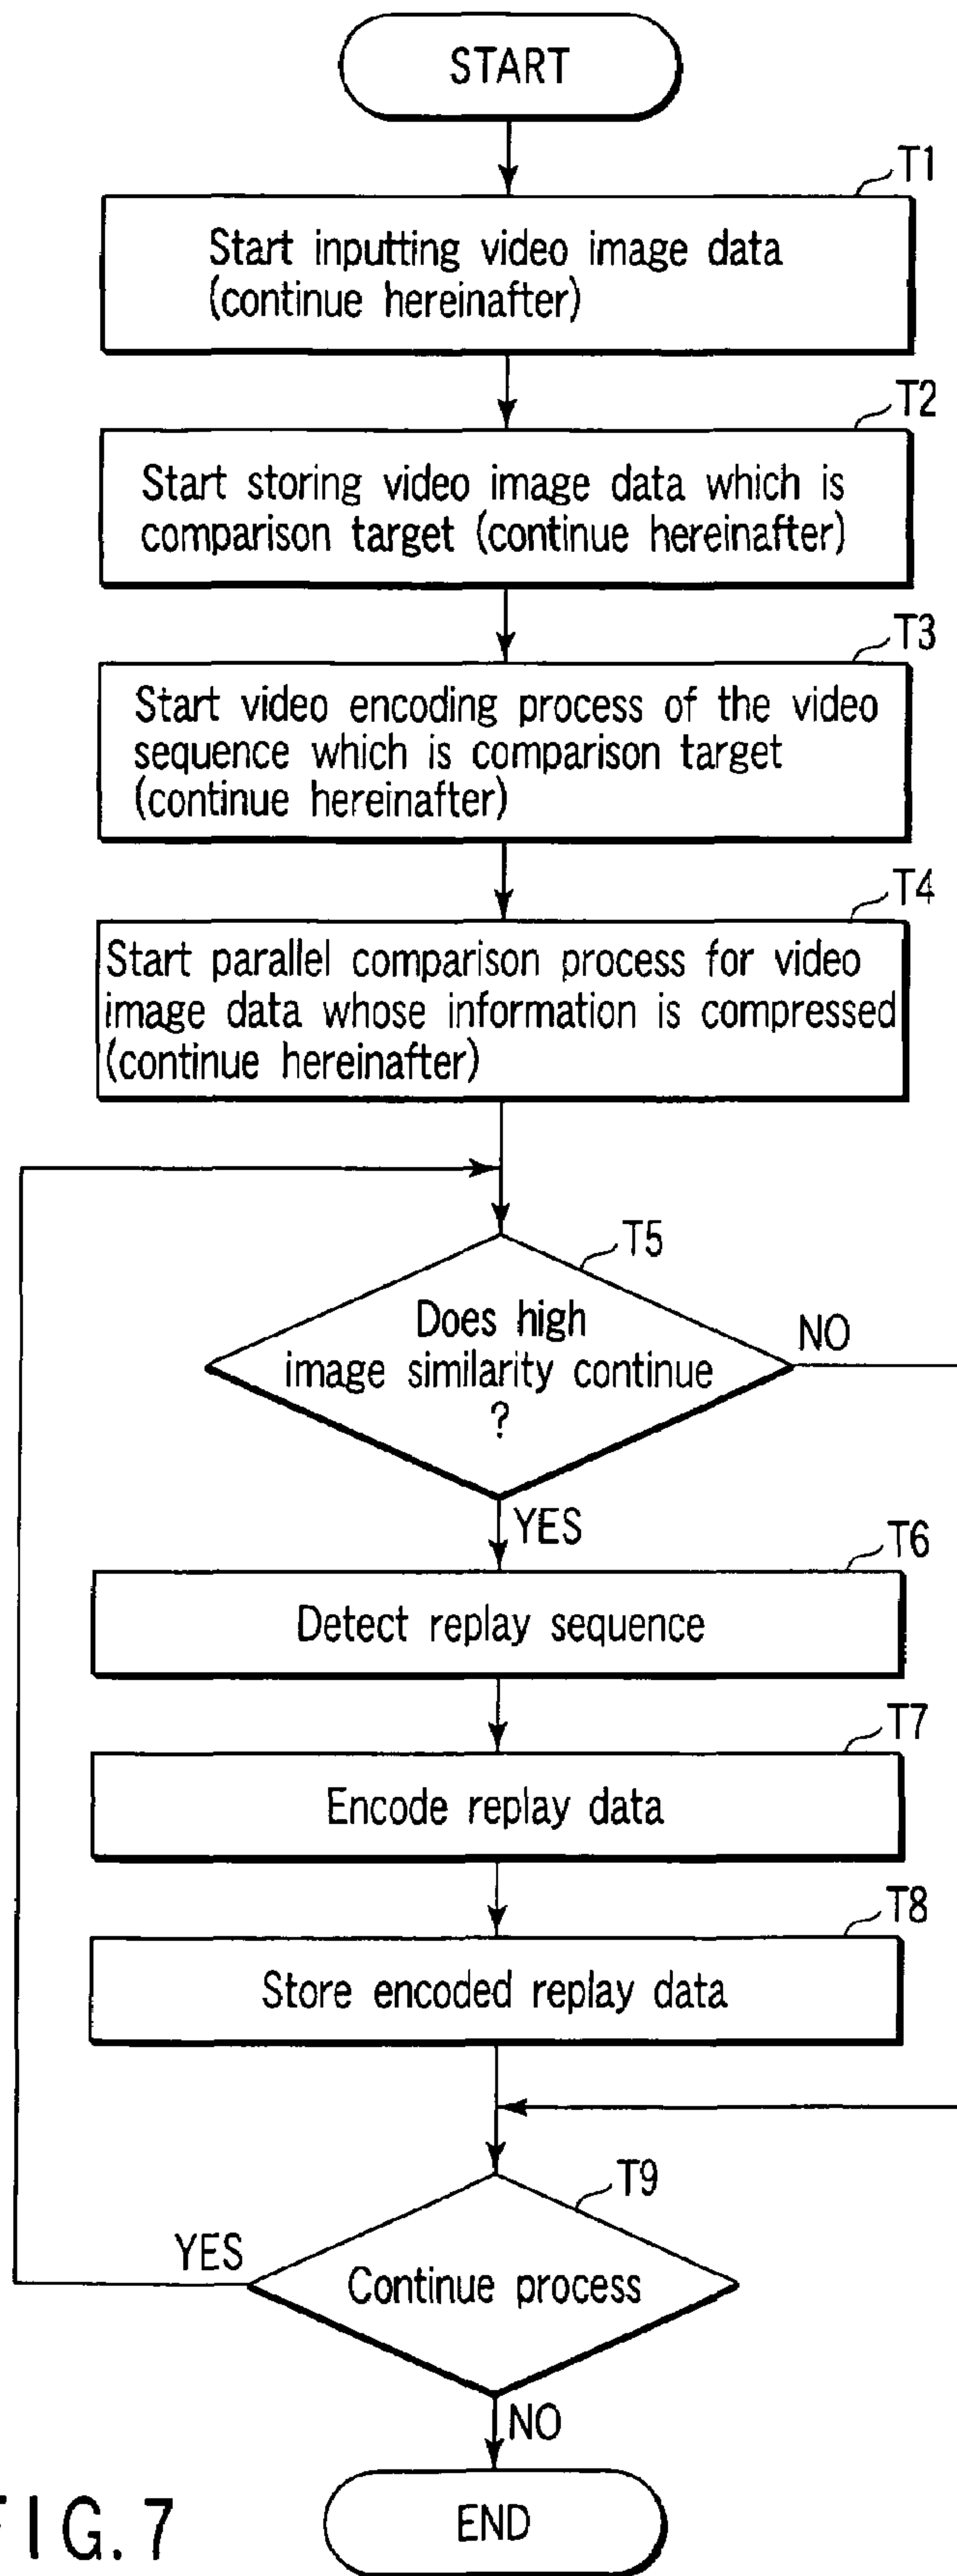 START
T1
Start inputting video image data
(continue hereinafter)
T2
Start storing video image data which is
comparison target (continue hereinafter)
T3
Start video encoding process of the video
sequence which is comparison target
(continue hereinafter)
T4
Start parallel comparison process for video
image data whose information is compressed
(continue hereinafter)
T5
Does high
image similarity continue
?
NO
YES
T6
Detect replay sequence
T7
Encode replay data
T8
Store encoded replay data
T9
YES
Continue process
NO
END
FIG. 7